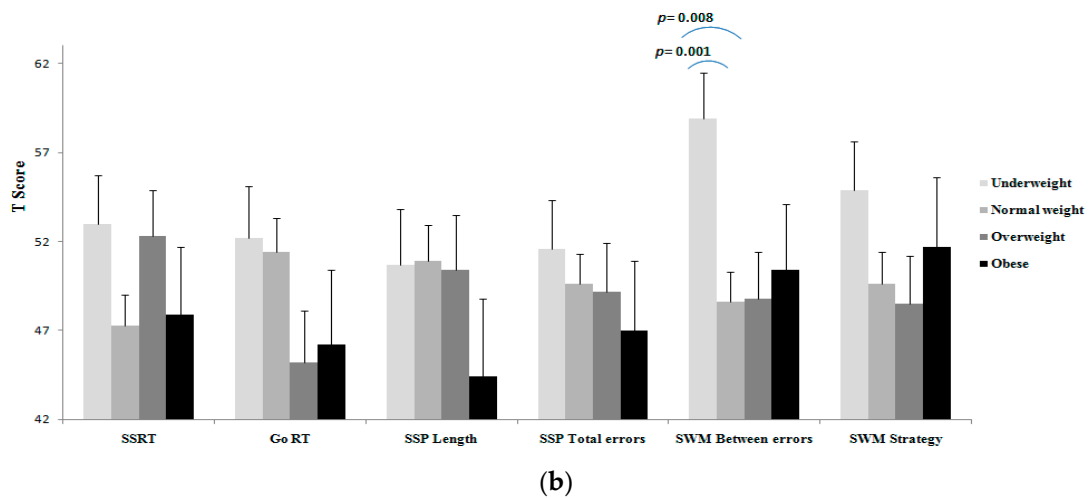 p= 0.008
p= 0.001
62
57
52
47
42
T Score
Underweight
Normal weight
Overweight
Obese
SSRT
Go RT
SSP Length
SSP Total errors
SWM Between errors
SWM Strategy
(b)